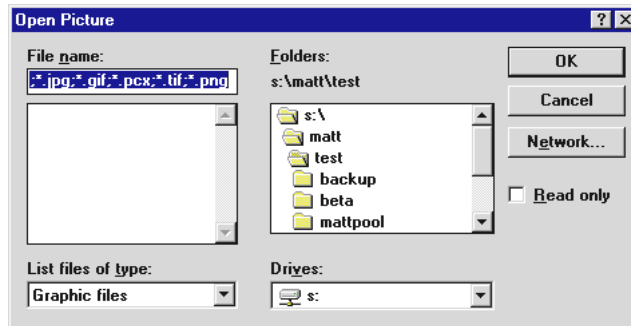 Open Picture
File name:
;*.jpg;*.gif;*.pcx;*.tif;*.png
Folders:
s:\matt\test
s:\
matt
test
backup
beta
mattpool
List files of type:
Graphic files
Drives:
s:
OK
Cancel
Network...
Read only